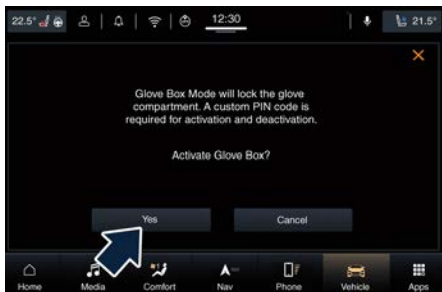 22.5° 12:30 21.5°
Glove Box Mode will lock the glove
compartment. A custom PIN code is
required for activation and deactivation.
Activate Glove Box?
Yes Cancel
Home Media Comfort Nav Phone Vehicle Apps